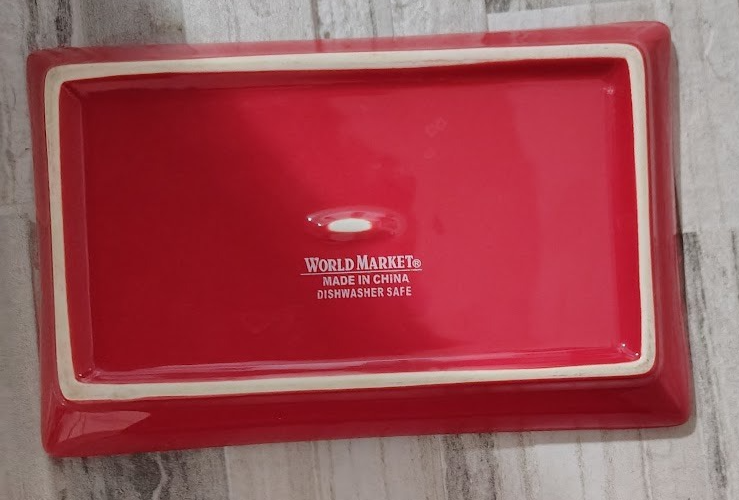 WORLD MARKET®
MADE IN CHINA
DISHWASHER SAFE